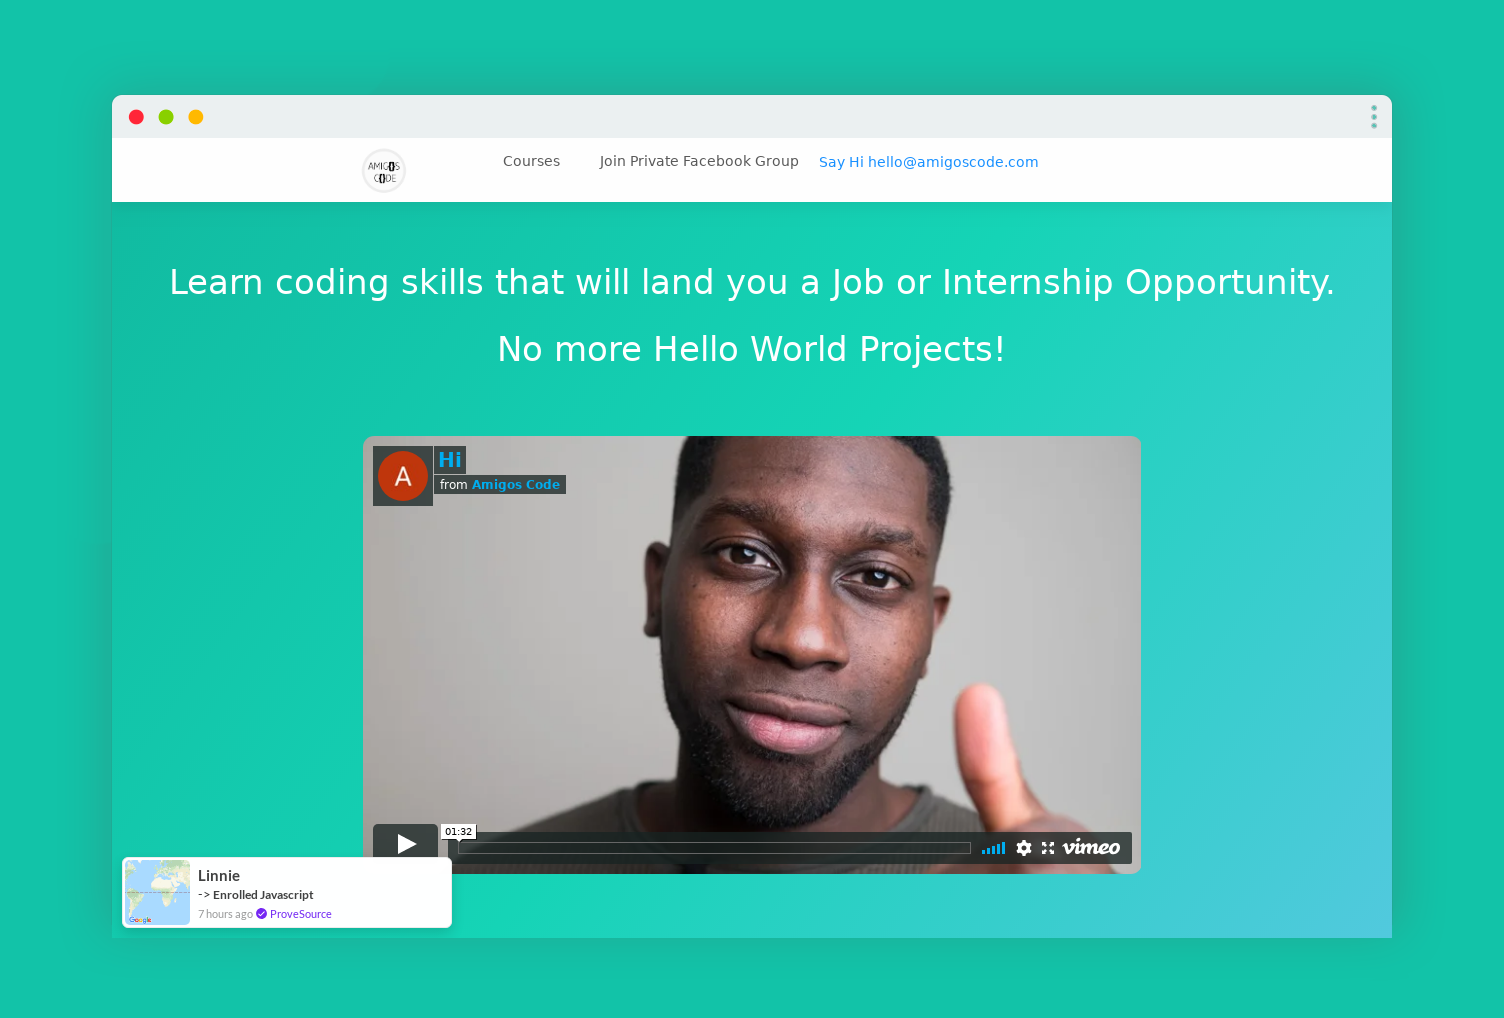 AMIGOS
CODE
Courses
Join Private Facebook Group
Say Hi hello@amigoscode.com
Learn coding skills that will land you a Job or Internship Opportunity.
No more Hello World Projects!
A
Hi
from Amigos Code
01:32
vimeo
Linnie
-> Enrolled Javascript
7 hours ago ProveSource
Google